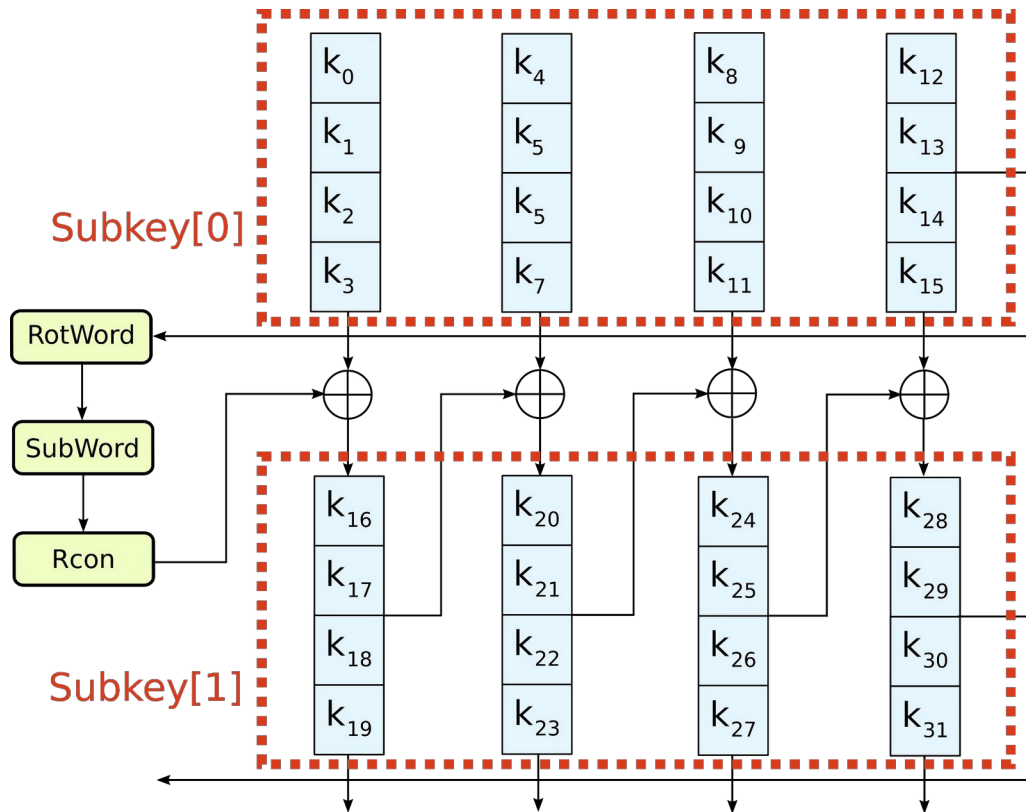 k0 k4 k8 k12
k1 k5 k9 k13
k2 k5 k10 k14
Subkey[0]
k3 k7 k11 k15
RotWord
SubWord
k16 k20 k24 k28
Rcon
k17 k21 k25 k29
k18 k22 k26 k30
Subkey[1]
k19 k23 k27 k31